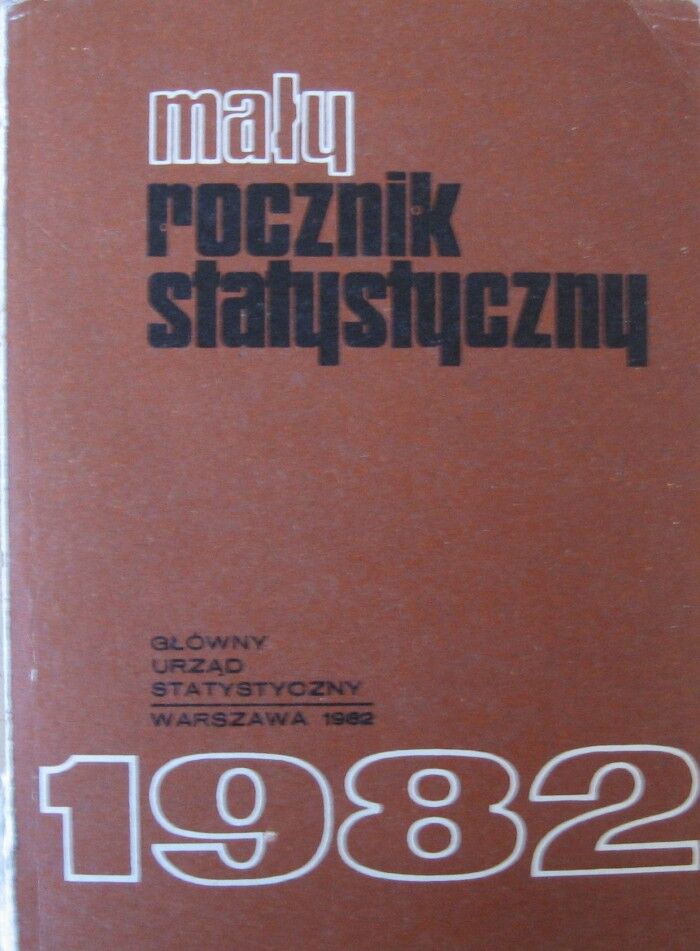 mały
rocznik
statystyczny
GŁÓWNY
URZĄD
STATYSTYCZNY
WARSZAWA 1982
1982